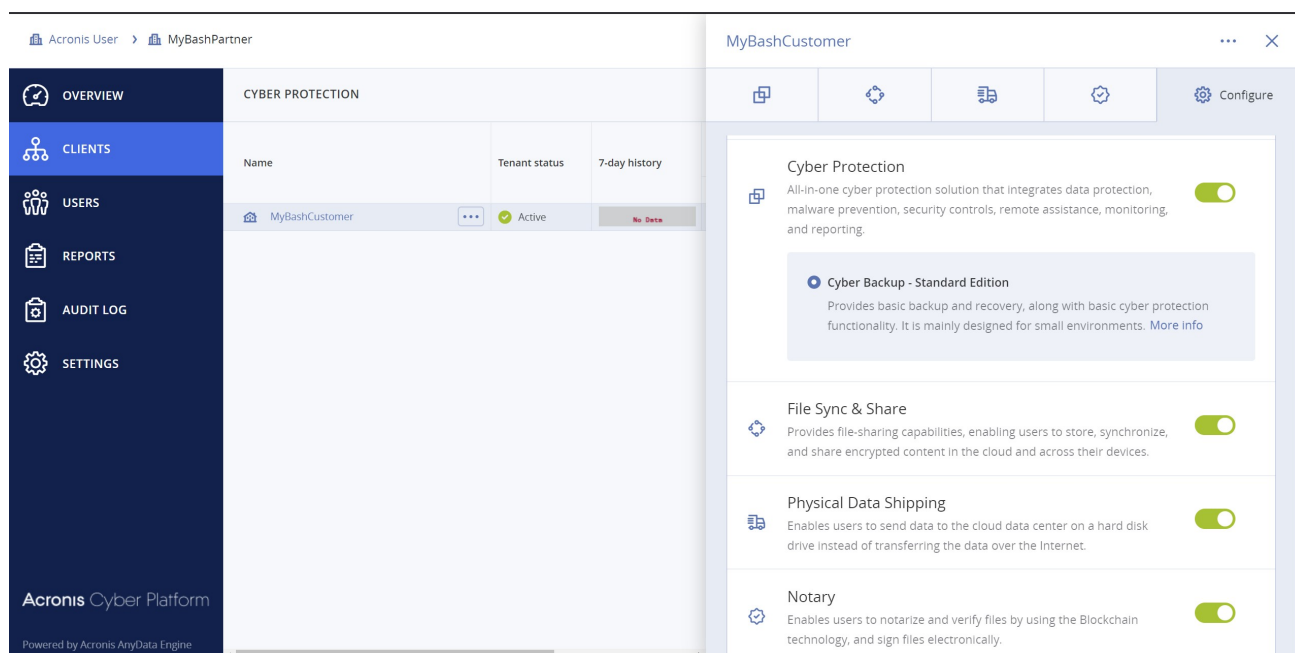 Acronis User > MyBashPartner
OVERVIEW
CLIENTS
USERS
REPORTS
AUDIT LOG
SETTINGS
Acronis Cyber Platform
Powered by Acronis AnyData Engine
CYBER PROTECTION
Name
Tenant status
7-day history
MyBashCustomer
Active
No Data
MyBashCustomer
Configure
Cyber Protection
All-in-one cyber protection solution that integrates data protection,
malware prevention, security controls, remote assistance, monitoring,
and reporting.
Cyber Backup - Standard Edition
Provides basic backup and recovery, along with basic cyber protection
functionality. It is mainly designed for small environments. More info
File Sync & Share
Provides file-sharing capabilities, enabling users to store, synchronize,
and share encrypted content in the cloud and across their devices.
Physical Data Shipping
Enables users to send data to the cloud data center on a hard disk
drive instead of transferring the data over the Internet.
Notary
Enables users to notarize and verify files by using the Blockchain
technology, and sign files electronically.